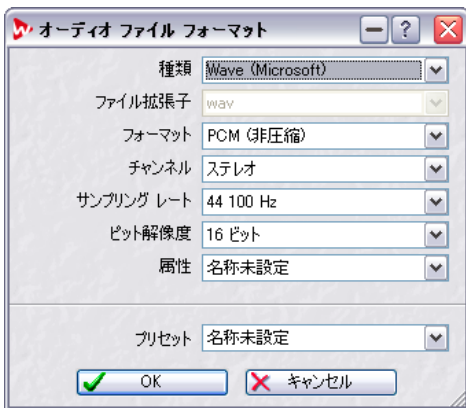 オーディオ ファイル フォーマット
種類 Wave (Microsoft)
ファイル拡張子 wav
フォーマット PCM (非圧縮)
チャンネル ステレオ
サンプリング レート 44 100 Hz
ビット解像度 16 ビット
属性 名称未設定
プリセット 名称未設定
OK キャンセル